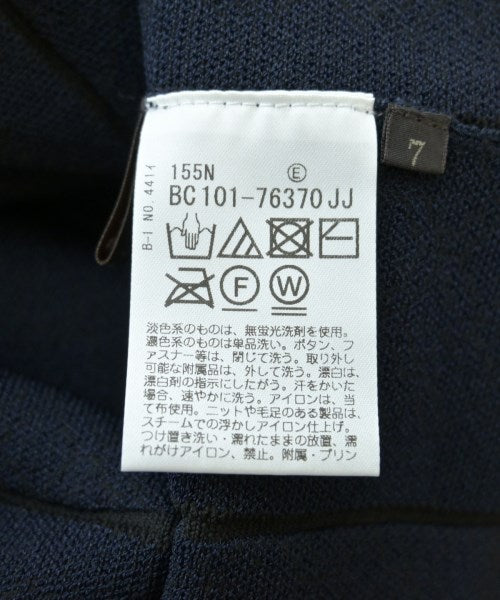 155N Ⓔ
BC101-76370JJ
B-I NO.4414
7
F W
淡色系のものは、無蛍光洗剤を使用。
濃色系のものは単品洗い。ボタン、フ
ァスナー等は、閉じて洗う。取り外し
可能な附属品は、外して洗う。漂白は、
漂白剤の指示にしたがう。汗をかいた
場合、速やかに洗う。アイロンは、当
て布使用。ニットや毛足のある製品は、
スチームでの浮かしアイロン仕上げ。
つけ置き洗い・濡れたままの放置、濡
れがけアイロン、禁止。附属・プリン